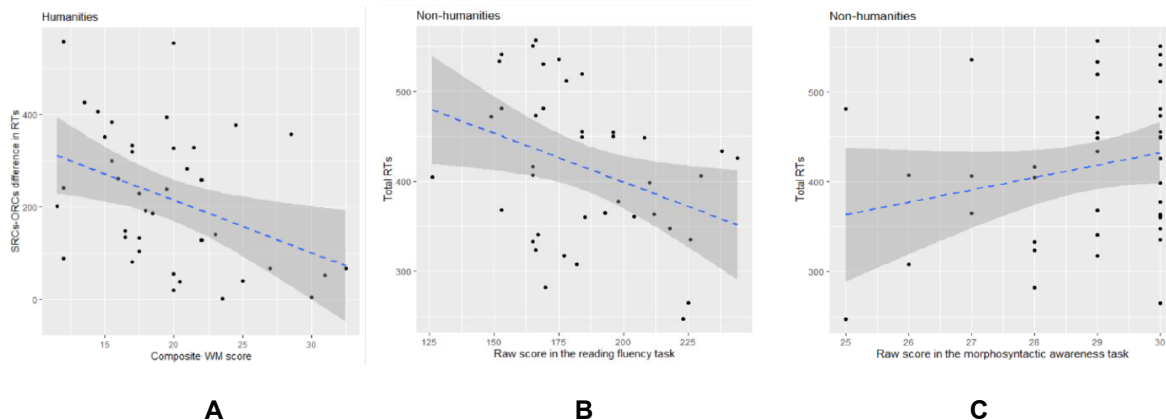 Humanities
SRCs-ORCs difference in RTs
400
200
0
15
20
25
30
Composite WM score
Non-humanities
Total RTs
500
400
300
125
150
175
200
225
Raw score in the reading fluency task
Non-humanities
Total RTs
500
400
300
25
26
27
28
29
30
Raw score in the morphosyntactic awareness task
A
B
C